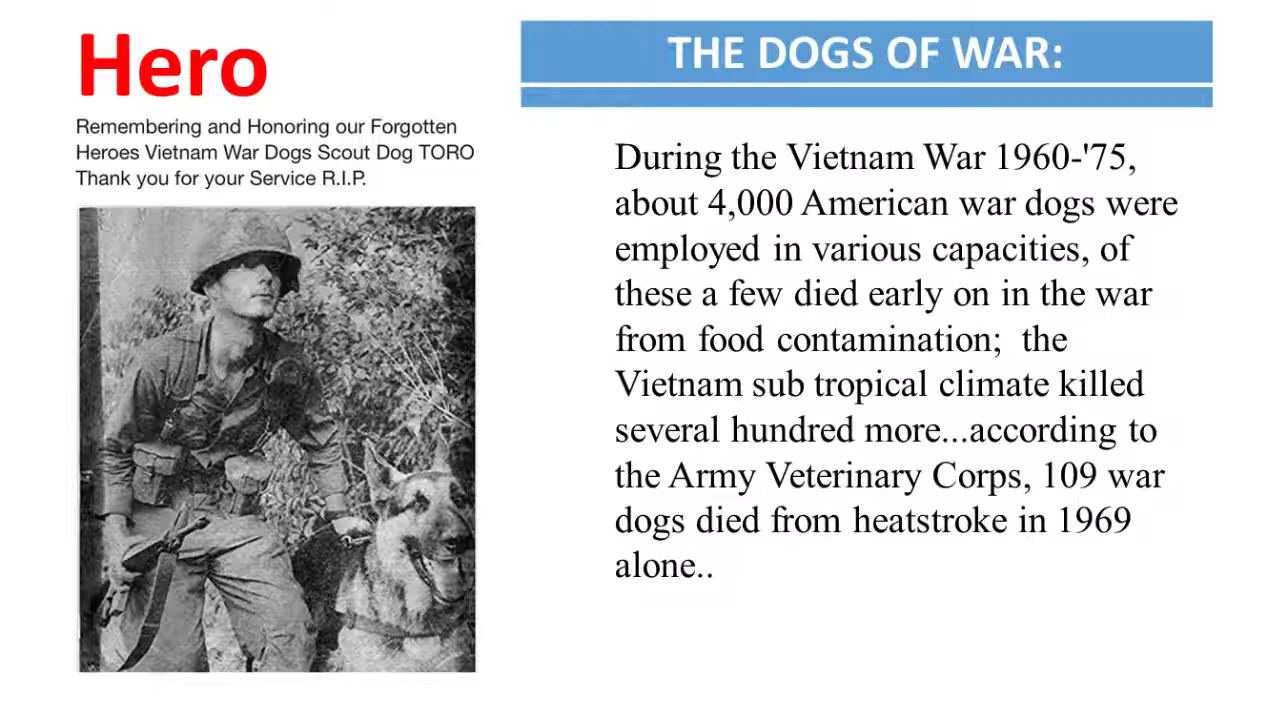 Hero
Remembering and Honoring our Forgotten
Heroes Vietnam War Dogs Scout Dog TORO
Thank you for your Service R.I.P.
THE DOGS OF WAR:
During the Vietnam War 1960-'75,
about 4,000 American war dogs were
employed in various capacities, of
these a few died early on in the war
from food contamination;  the
Vietnam sub tropical climate killed
several hundred more...according to
the Army Veterinary Corps, 109 war
dogs died from heatstroke in 1969
alone..